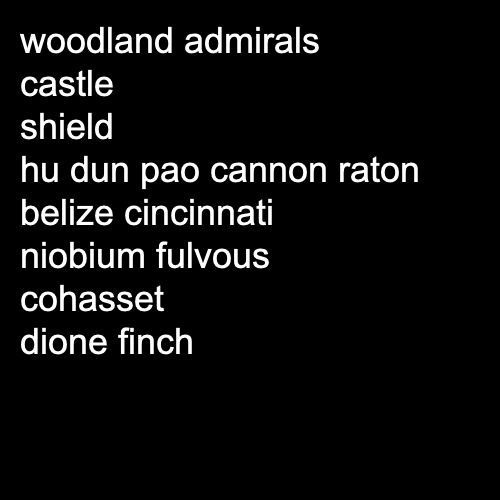 woodland admirals
castle
shield
hu dun pao cannon raton
belize cincinnati
niobium fulvous
cohasset
dione finch